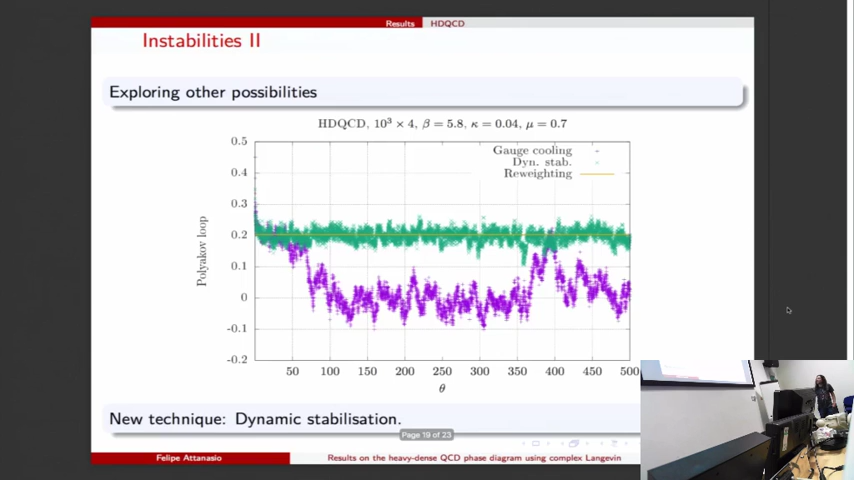 Results HDQCD
Instabilities II
Exploring other possibilities
HDQCD, 10³ × 4, β = 5.8, κ = 0.04, μ = 0.7
Gauge cooling
Dyn. stab.
Reweighting
0.5
0.4
0.3
0.2
0.1
0
-0.1
-0.2
Polyakov loop
50 100 150 200 250 300 350 400 450 500
θ
New technique: Dynamic stabilisation.
Page 19 of 23
Felipe Attanasio Results on the heavy-dense QCD phase diagram using complex Langevin